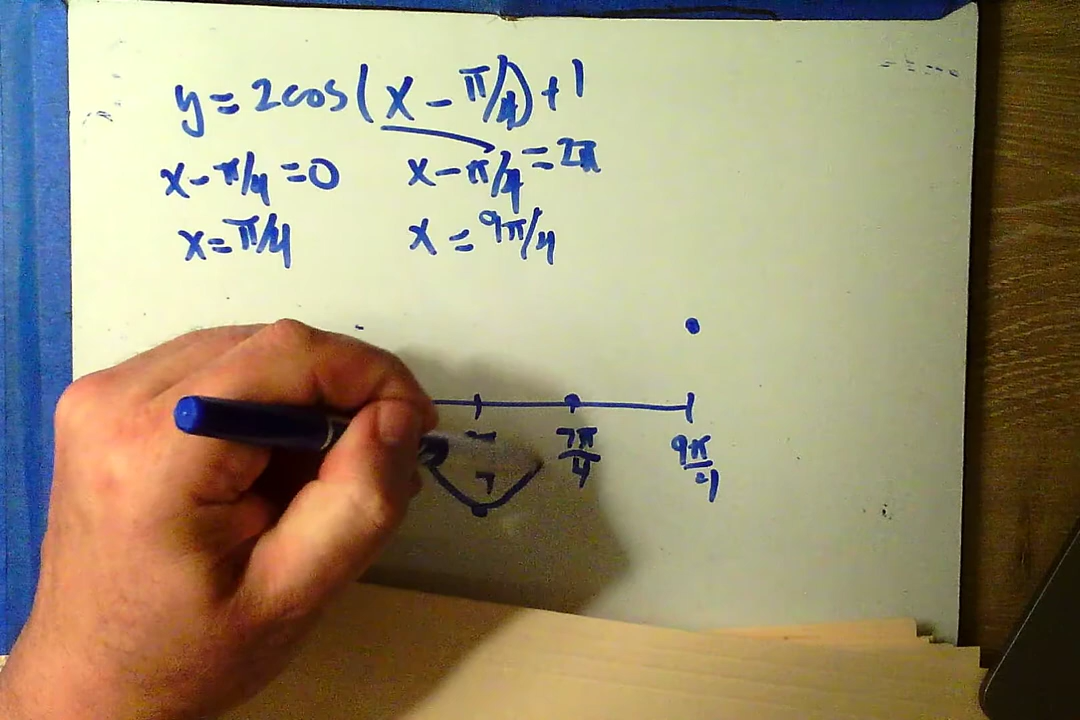 y = 2cos(x - π/4) + 1
x - π/4 = 0 x - π/4 = 2π
x = π/4 x = 9π/4
7π/4 9π/4